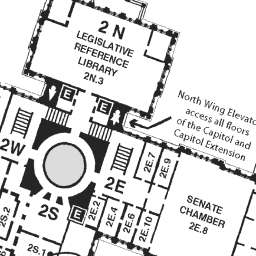 2 N
LEGISLATIVE
REFERENCE
LIBRARY
2N.3
E
E
North Wing Elevato
access all floors
of the Capitol and
Capitol Extension
2W
2E
2S
E
2E.7
2E.9
2E.2
2E.4
2E.6
2E.10
SENATE
CHAMBER
2E.8
2S.2
2S.1